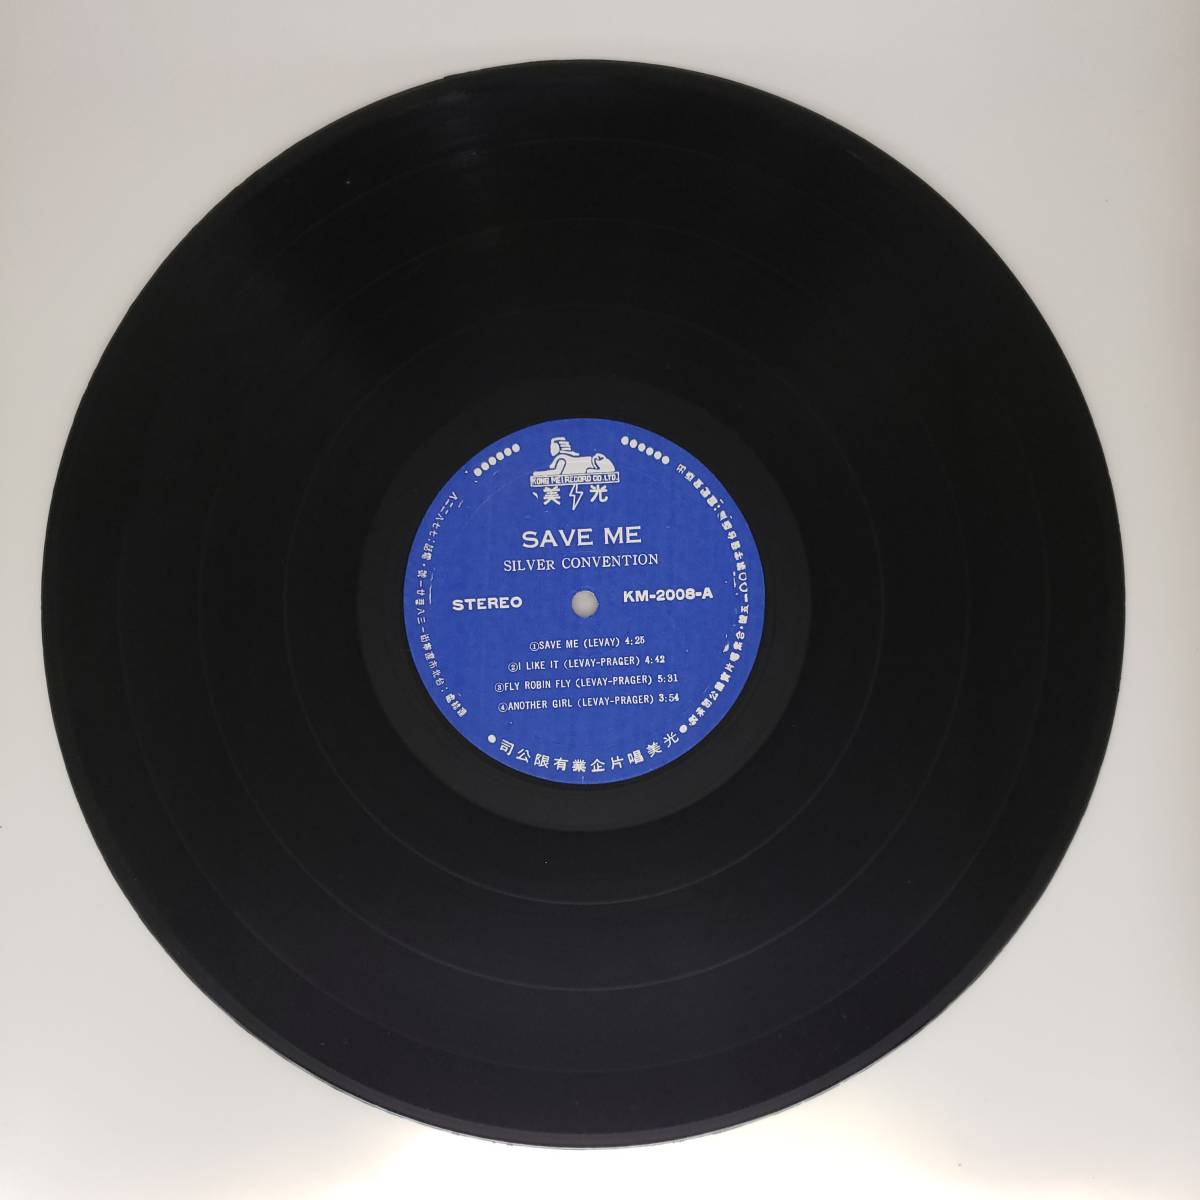 KONG MEI RECORD CO.LTD.
美 光
SAVE ME
SILVER CONVENTION
STEREO
KM-2008-A
①SAVE ME (LEVAY) 4:25
②I LIKE IT (LEVAY-PRAGER) 4:42
③FLY ROBIN FLY (LEVAY-PRAGER) 5:31
④ANOTHER GIRL (LEVAY-PRAGER) 3:54
●司公限有業企片唱美光●